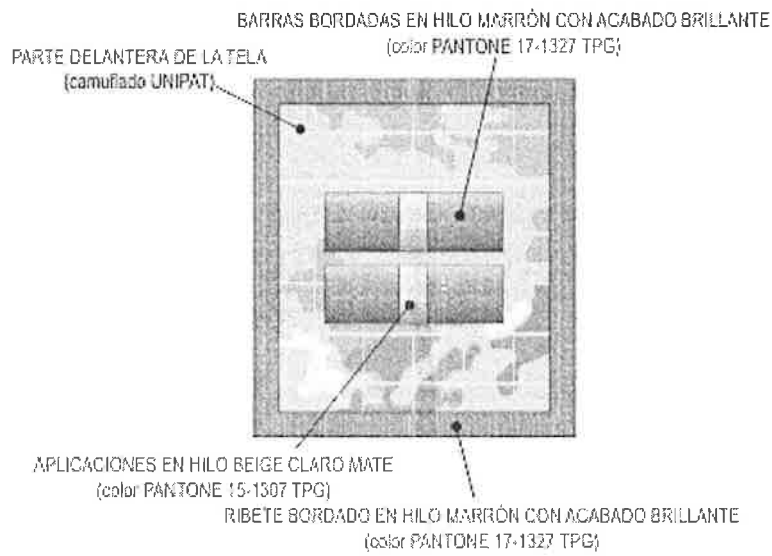 BARRAS BORDADAS EN HILO MARRÓN CON ACABADO BRILLANTE
(color PANTONE 17-1327 TPG)
PARTE DELANTERA DE LA TELA
(camuflado UNIPAT)
APLICACIONES EN HILO BEIGE CLARO MATE
(color PANTONE 15-1307 TPG)
RIBETE BORDADO EN HILO MARRÓN CON ACABADO BRILLANTE
(color PANTONE 17-1327 TPG)